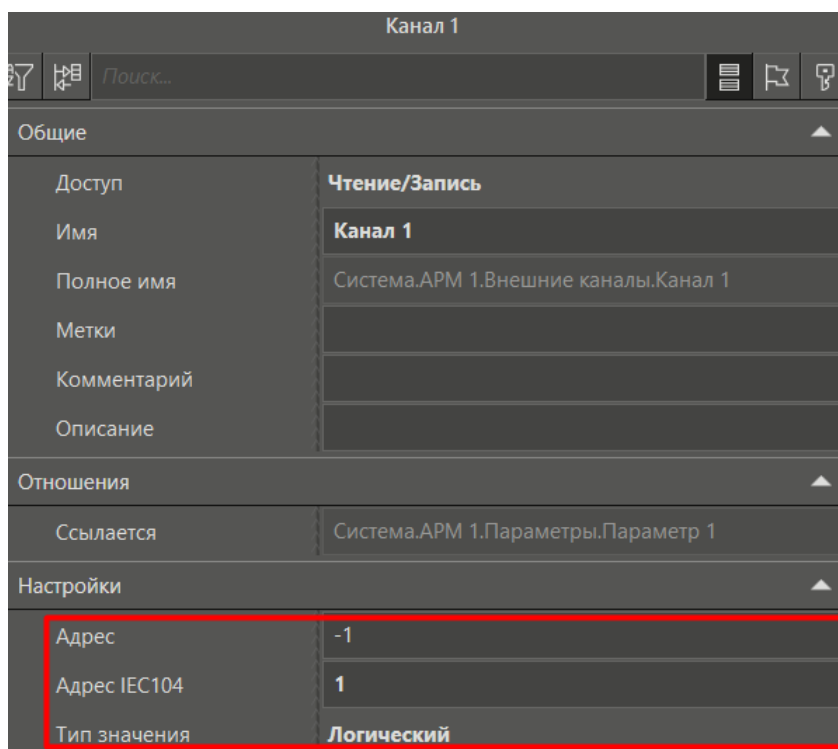 Канал 1
Поиск...
Общие
Доступ Чтение/Запись
Имя Канал 1
Полное имя Система.АРМ 1.Внешние каналы.Канал 1
Метки
Комментарий
Описание
Отношения
Ссылается Система.АРМ 1.Параметры.Параметр 1
Настройки
Адрес -1
Адрес IEC104 1
Тип значения Логический